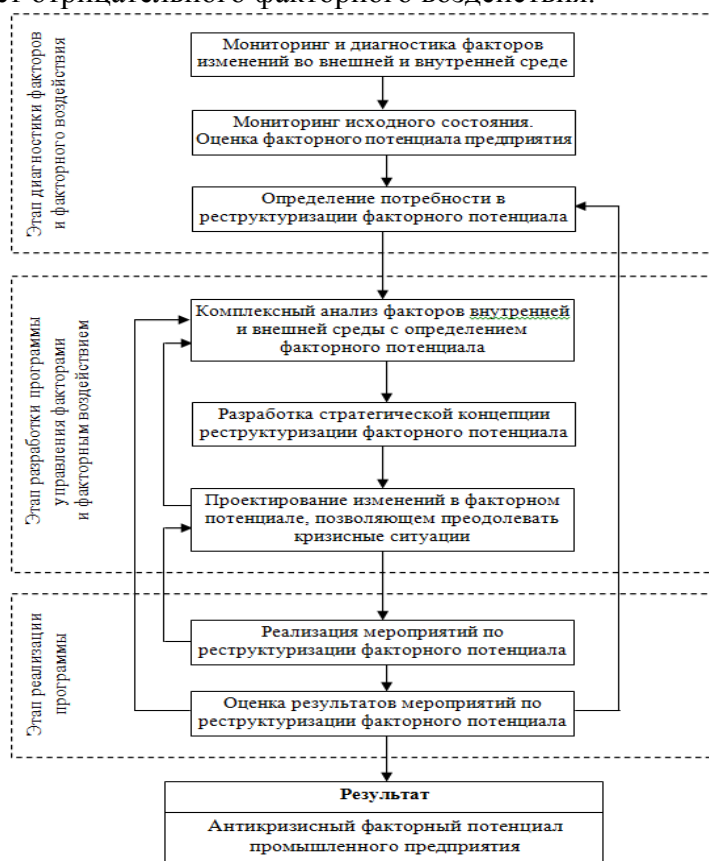 отрицательного факторного воздействия.
Этап диагностики факторов
и факторного воздействия
Мониторинг и диагностика факторов
изменений во внешней и внутренней среде
Мониторинг исходного состояния.
Оценка факторного потенциала предприятия
Определение потребности в
реструктуризации факторного потенциала
Этап разработки программы
управления факторами
и факторным воздействием
Комплексный анализ факторов внутренней
и внешней среды с определением
факторного потенциала
Разработка стратегической концепции
реструктуризации факторного потенциала
Проектирование изменений в факторном
потенциале, позволяющем преодолевать
кризисные ситуации
Этап реализации
программы
Реализация мероприятий по
реструктуризации факторного потенциала
Оценка результатов мероприятий по
реструктуризации факторного потенциала
Результат
Антикризисный факторный потенциал
промышленного предприятия